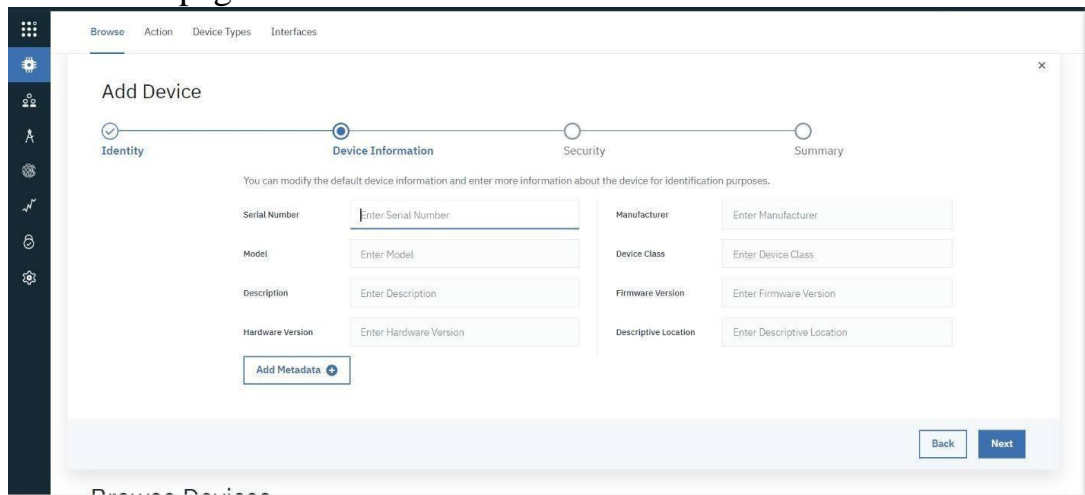 Browse Action Device Types Interfaces
×
Add Device
Identity Device Information Security Summary
You can modify the default device information and enter more information about the device for identification purposes.
Serial Number Enter Serial Number Manufacturer Enter Manufacturer
Model Enter Model Device Class Enter Device Class
Description Enter Description Firmware Version Enter Firmware Version
Hardware Version Enter Hardware Version Descriptive Location Enter Descriptive Location
Add Metadata
Back Next
Browse Devices